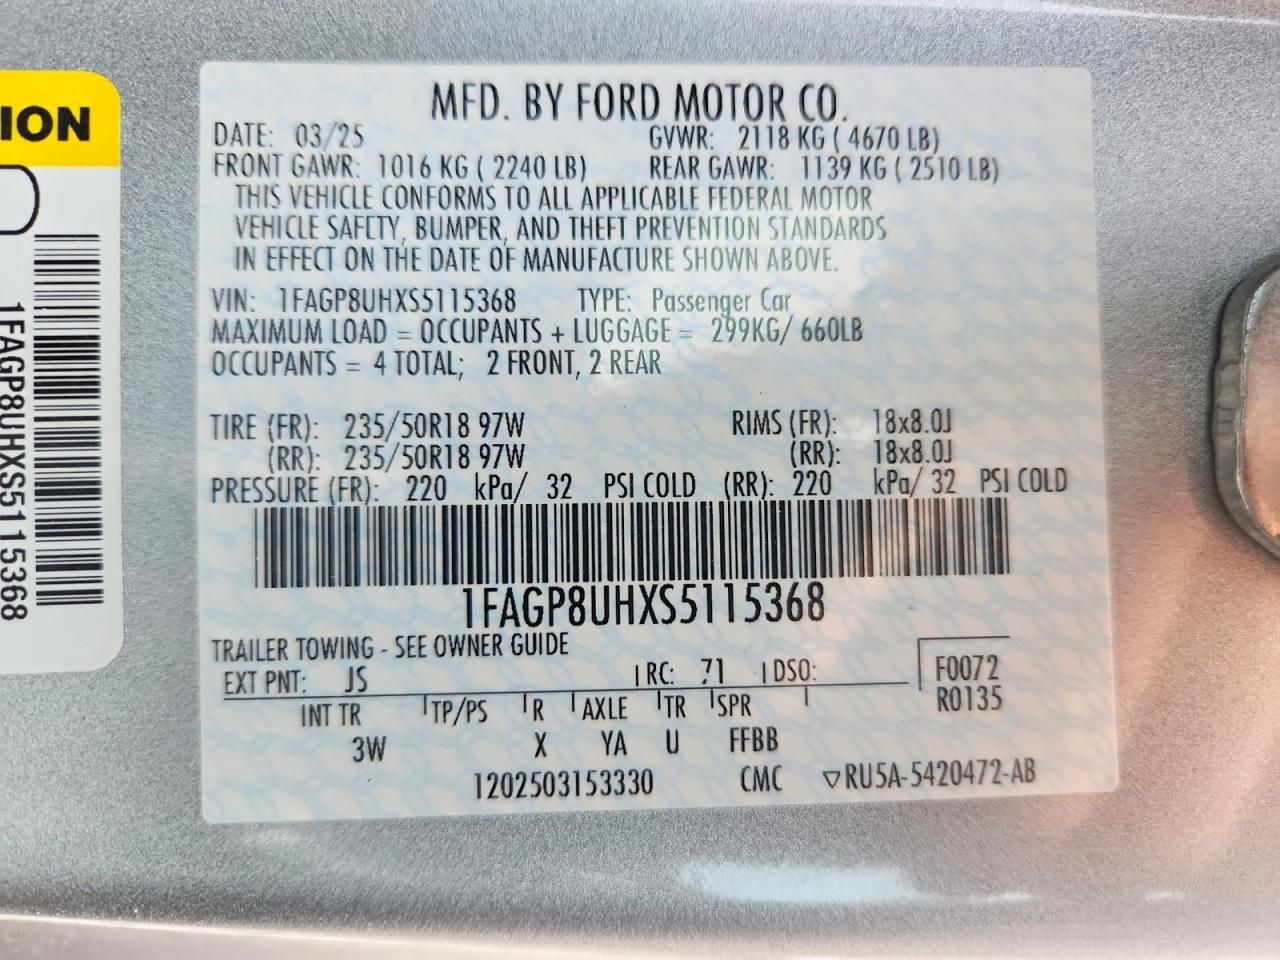 ION
1FAGP8UHXS5115368
MFD. BY FORD MOTOR CO.
DATE: 03/25 GVWR: 2118 KG ( 4670 LB)
FRONT GAWR: 1016 KG ( 2240 LB) REAR GAWR: 1139 KG ( 2510 LB)
THIS VEHICLE CONFORMS TO ALL APPLICABLE FEDERAL MOTOR
VEHICLE SAFETY, BUMPER, AND THEFT PREVENTION STANDARDS
IN EFFECT ON THE DATE OF MANUFACTURE SHOWN ABOVE.
VIN: 1FAGP8UHXS5115368 TYPE: Passenger Car
MAXIMUM LOAD = OCCUPANTS + LUGGAGE = 299KG/ 660LB
OCCUPANTS = 4 TOTAL; 2 FRONT, 2 REAR
TIRE (FR): 235/50R18 97W RIMS (FR): 18x8.0J
(RR): 235/50R18 97W (RR): 18x8.0J
PRESSURE (FR): 220 kPa/ 32 PSI COLD (RR): 220 kPa/ 32 PSI COLD
1FAGP8UHXS5115368
TRAILER TOWING - SEE OWNER GUIDE
EXT PNT: JS RC: 71 DSO: F0072
R0135
INT TR TP/PS R AXLE TR SPR
3W X YA U FFBB
1202503153330 CMC ▽RU5A-5420472-AB